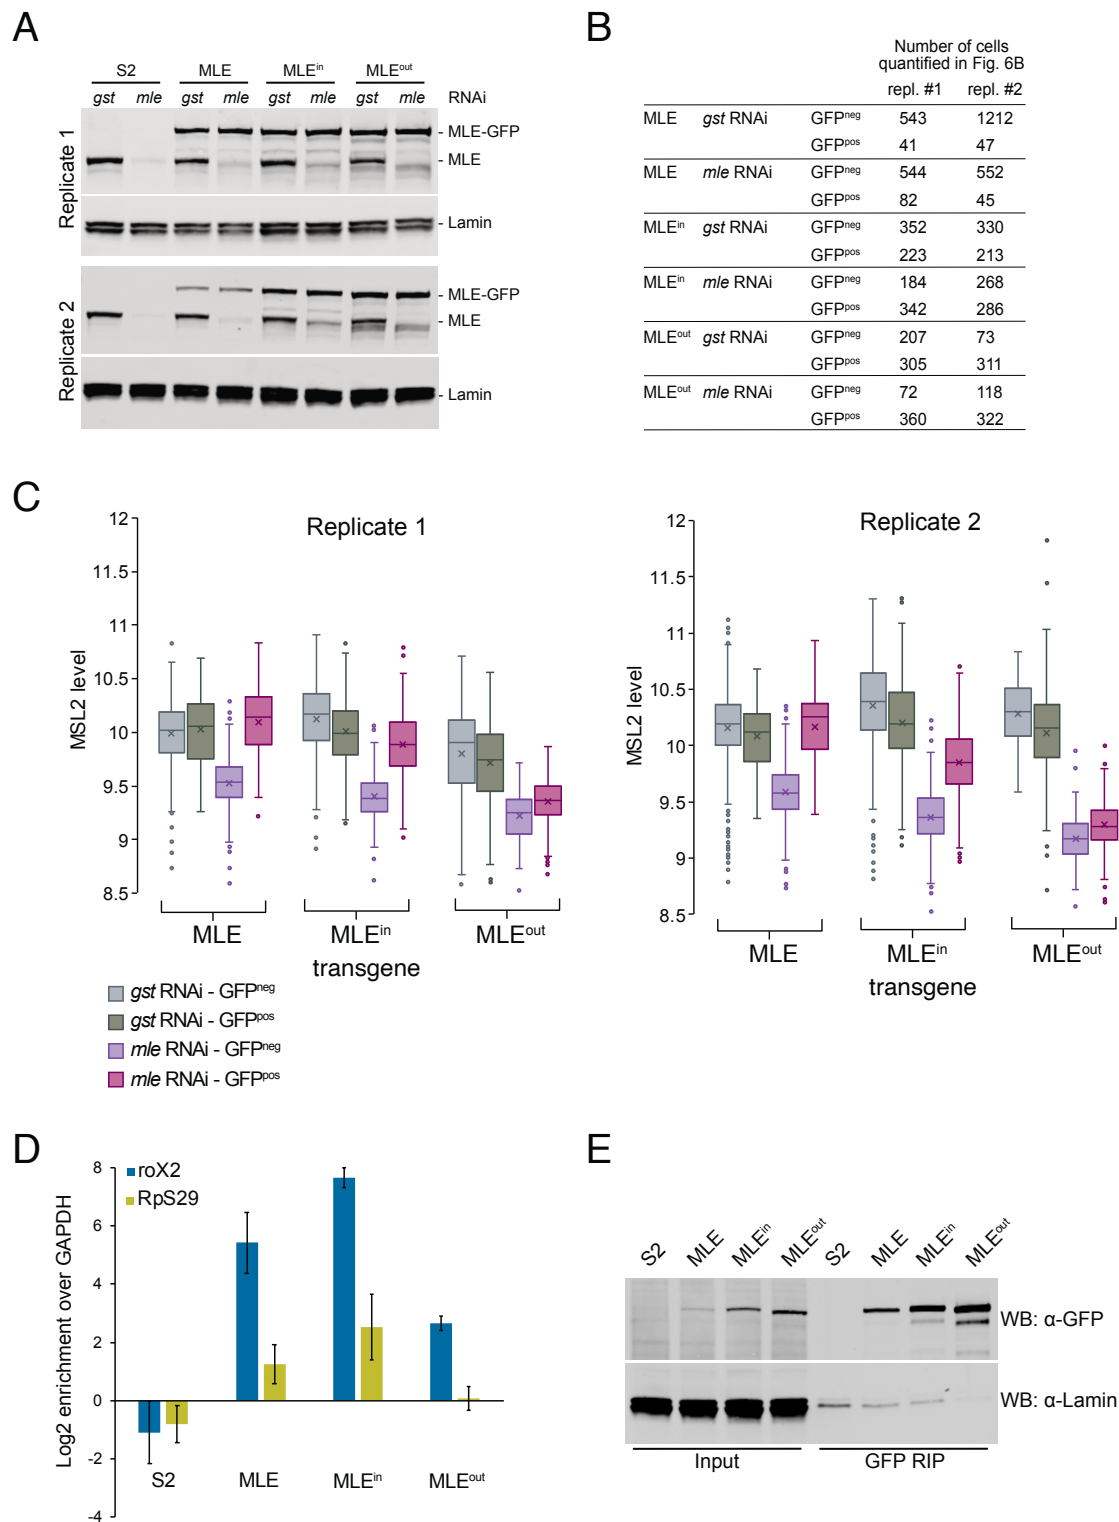 A
S2 MLE MLEin MLEout
gst mle gst mle gst mle gst mle RNAi
Replicate 1
- MLE-GFP
- MLE
- Lamin
Replicate 2
- MLE-GFP
- MLE
- Lamin
B
Number of cells
quantified in Fig. 6B
repl. #1 repl. #2
MLE gst RNAi GFPneg 543 1212
GFPpos 41 47
MLE mle RNAi GFPneg 544 552
GFPpos 82 45
MLEin gst RNAi GFPneg 352 330
GFPpos 223 213
MLEin mle RNAi GFPneg 184 268
GFPpos 342 286
MLEout gst RNAi GFPneg 207 73
GFPpos 305 311
MLEout mle RNAi GFPneg 72 118
GFPpos 360 322
C
Replicate 1
MSL2 level
12
11.5
11
10.5
10
9.5
9
8.5
MLE MLEin MLEout
transgene
Replicate 2
MSL2 level
12
11.5
11
10.5
10
9.5
9
8.5
MLE MLEin MLEout
transgene
gst RNAi - GFPneg
gst RNAi - GFPpos
mle RNAi - GFPneg
mle RNAi - GFPpos
D
Log2 enrichment over GAPDH
roX2
RpS29
8
6
4
2
0
-2
-4
S2 MLE MLEin MLEout
E
S2 MLE MLEin MLEout S2 MLE MLEin MLEout
WB: α-GFP
WB: α-Lamin
Input GFP RIP